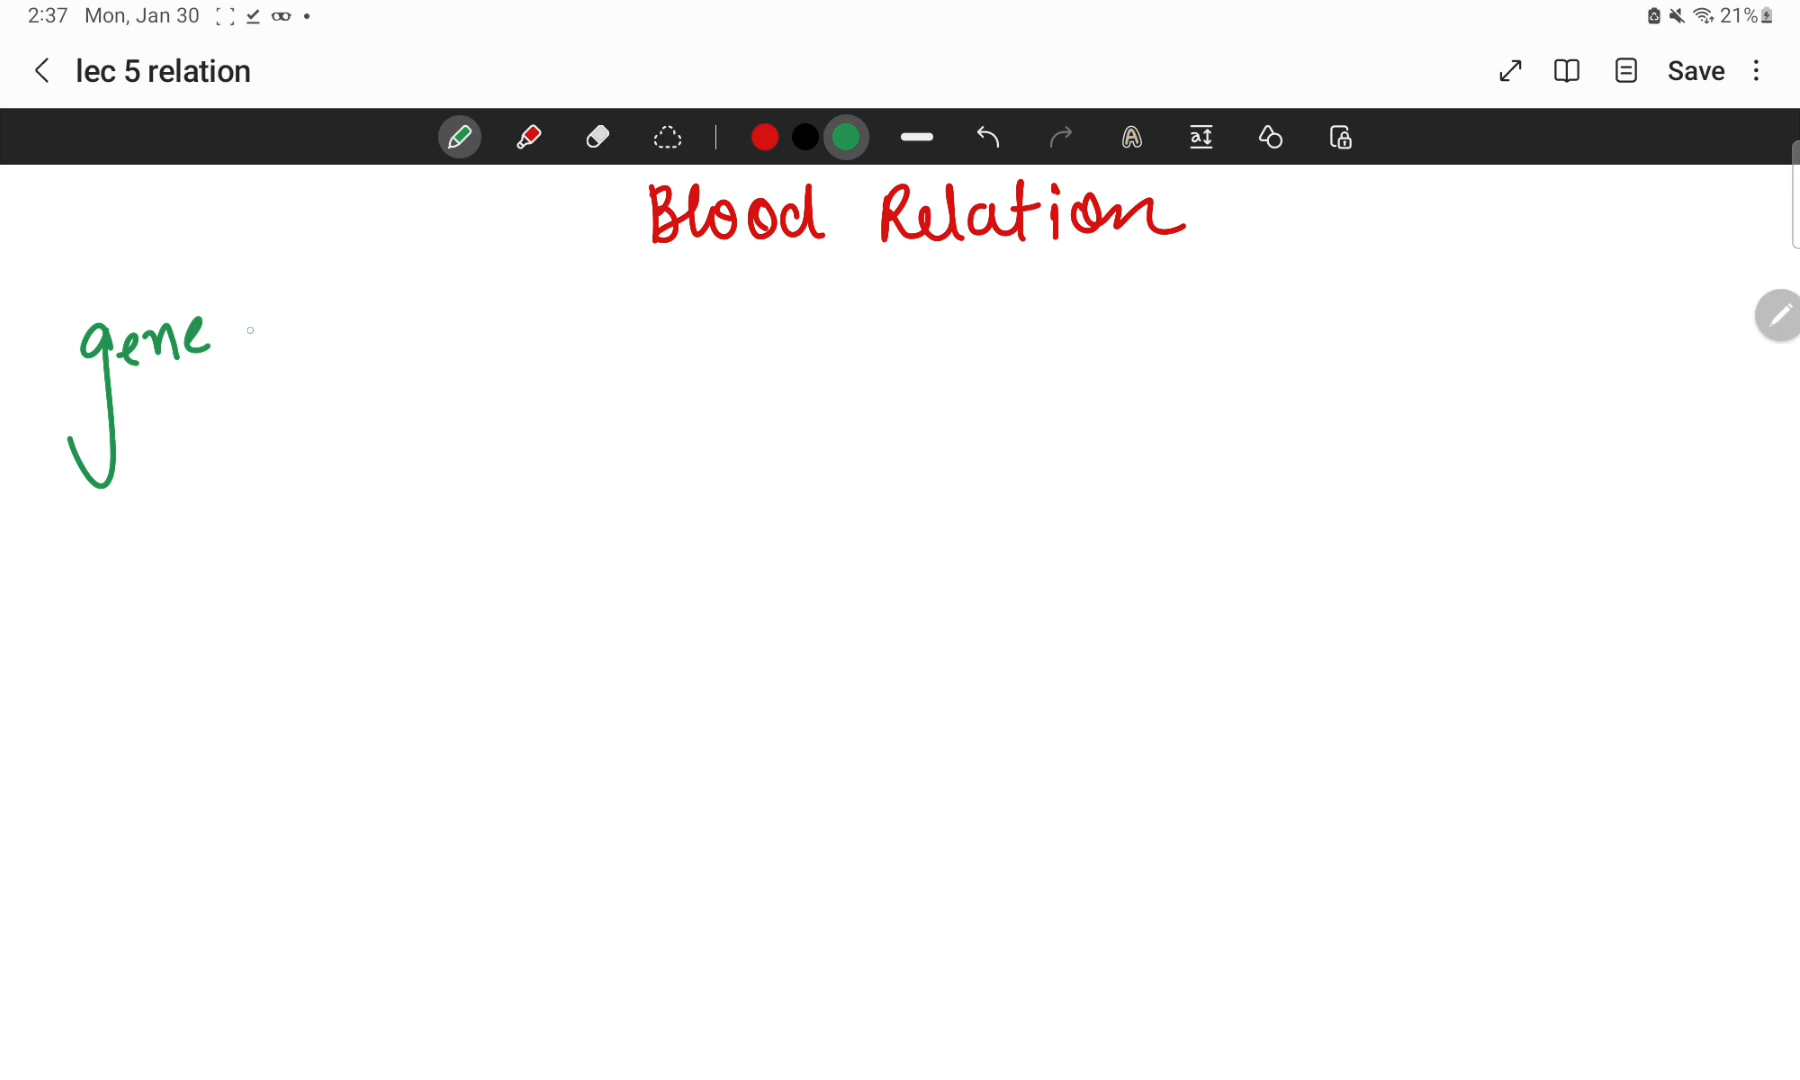 2:37 Mon, Jan 30 21%
lec 5 relation Save
Blood Relation
gene